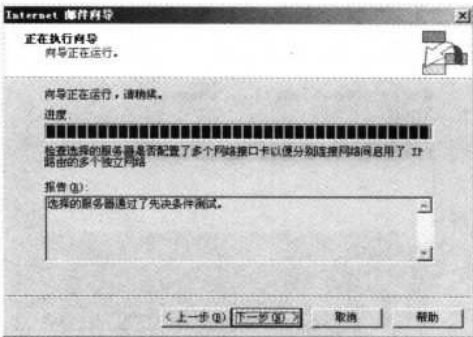 Internet 邮件向导
正在执行向导
向导正在运行。
向导正在运行，请稍候。
进度
检查选择的服务器是否配置了多个网络接口卡以便分别连接网络间启用了 IP
路由的多个独立网络
报告(R):
选择的服务器通过了先决条件测试。
< 上一步(B) 下一步(N) > 取消 帮助